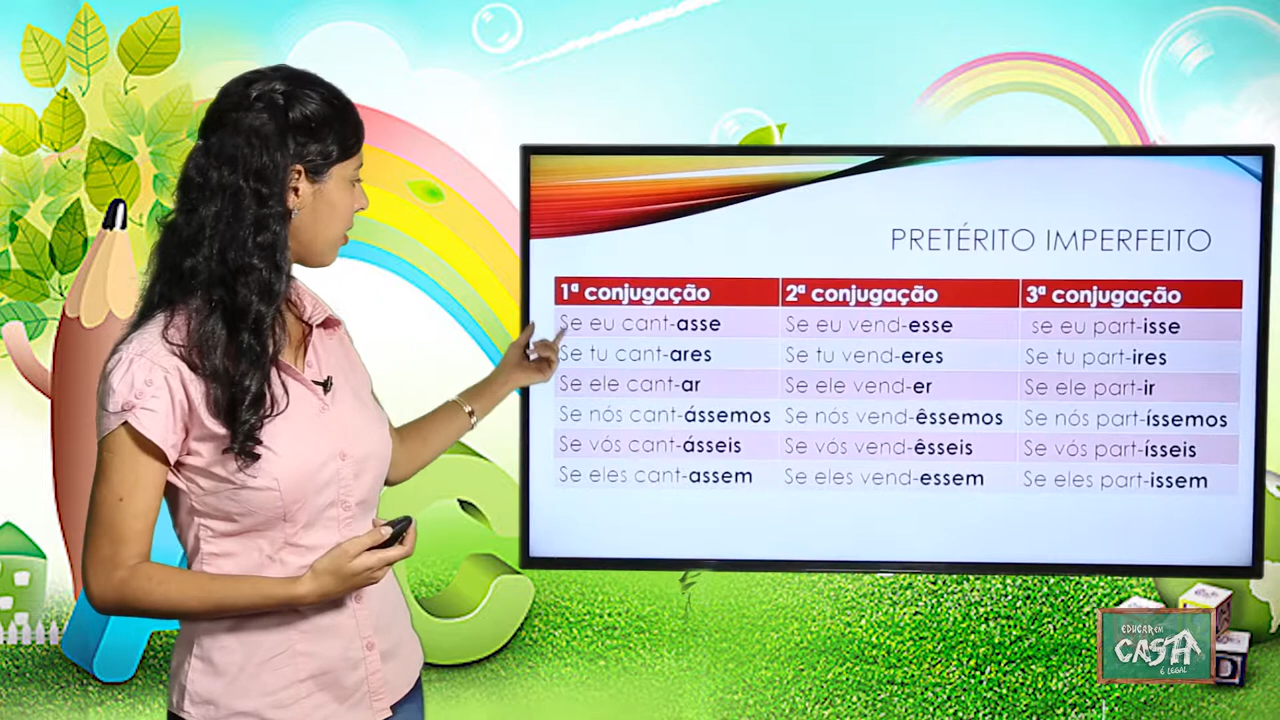 PRETÉRITO IMPERFEITO
1ª conjugação 2ª conjugação 3ª conjugação
Se eu cant-asse Se eu vend-esse se eu part-isse
Se tu cant-ares Se tu vend-eres Se tu part-ires
Se ele cant-ar Se ele vend-er Se ele part-ir
Se nós cant-ássemos Se nós vend-êssemos Se nós part-íssemos
Se vós cant-ásseis Se vós vend-êsseis Se vós part-ísseis
Se eles cant-assem Se eles vend-essem Se eles part-issem
EDUCAR EM
CASA
É LEGAL